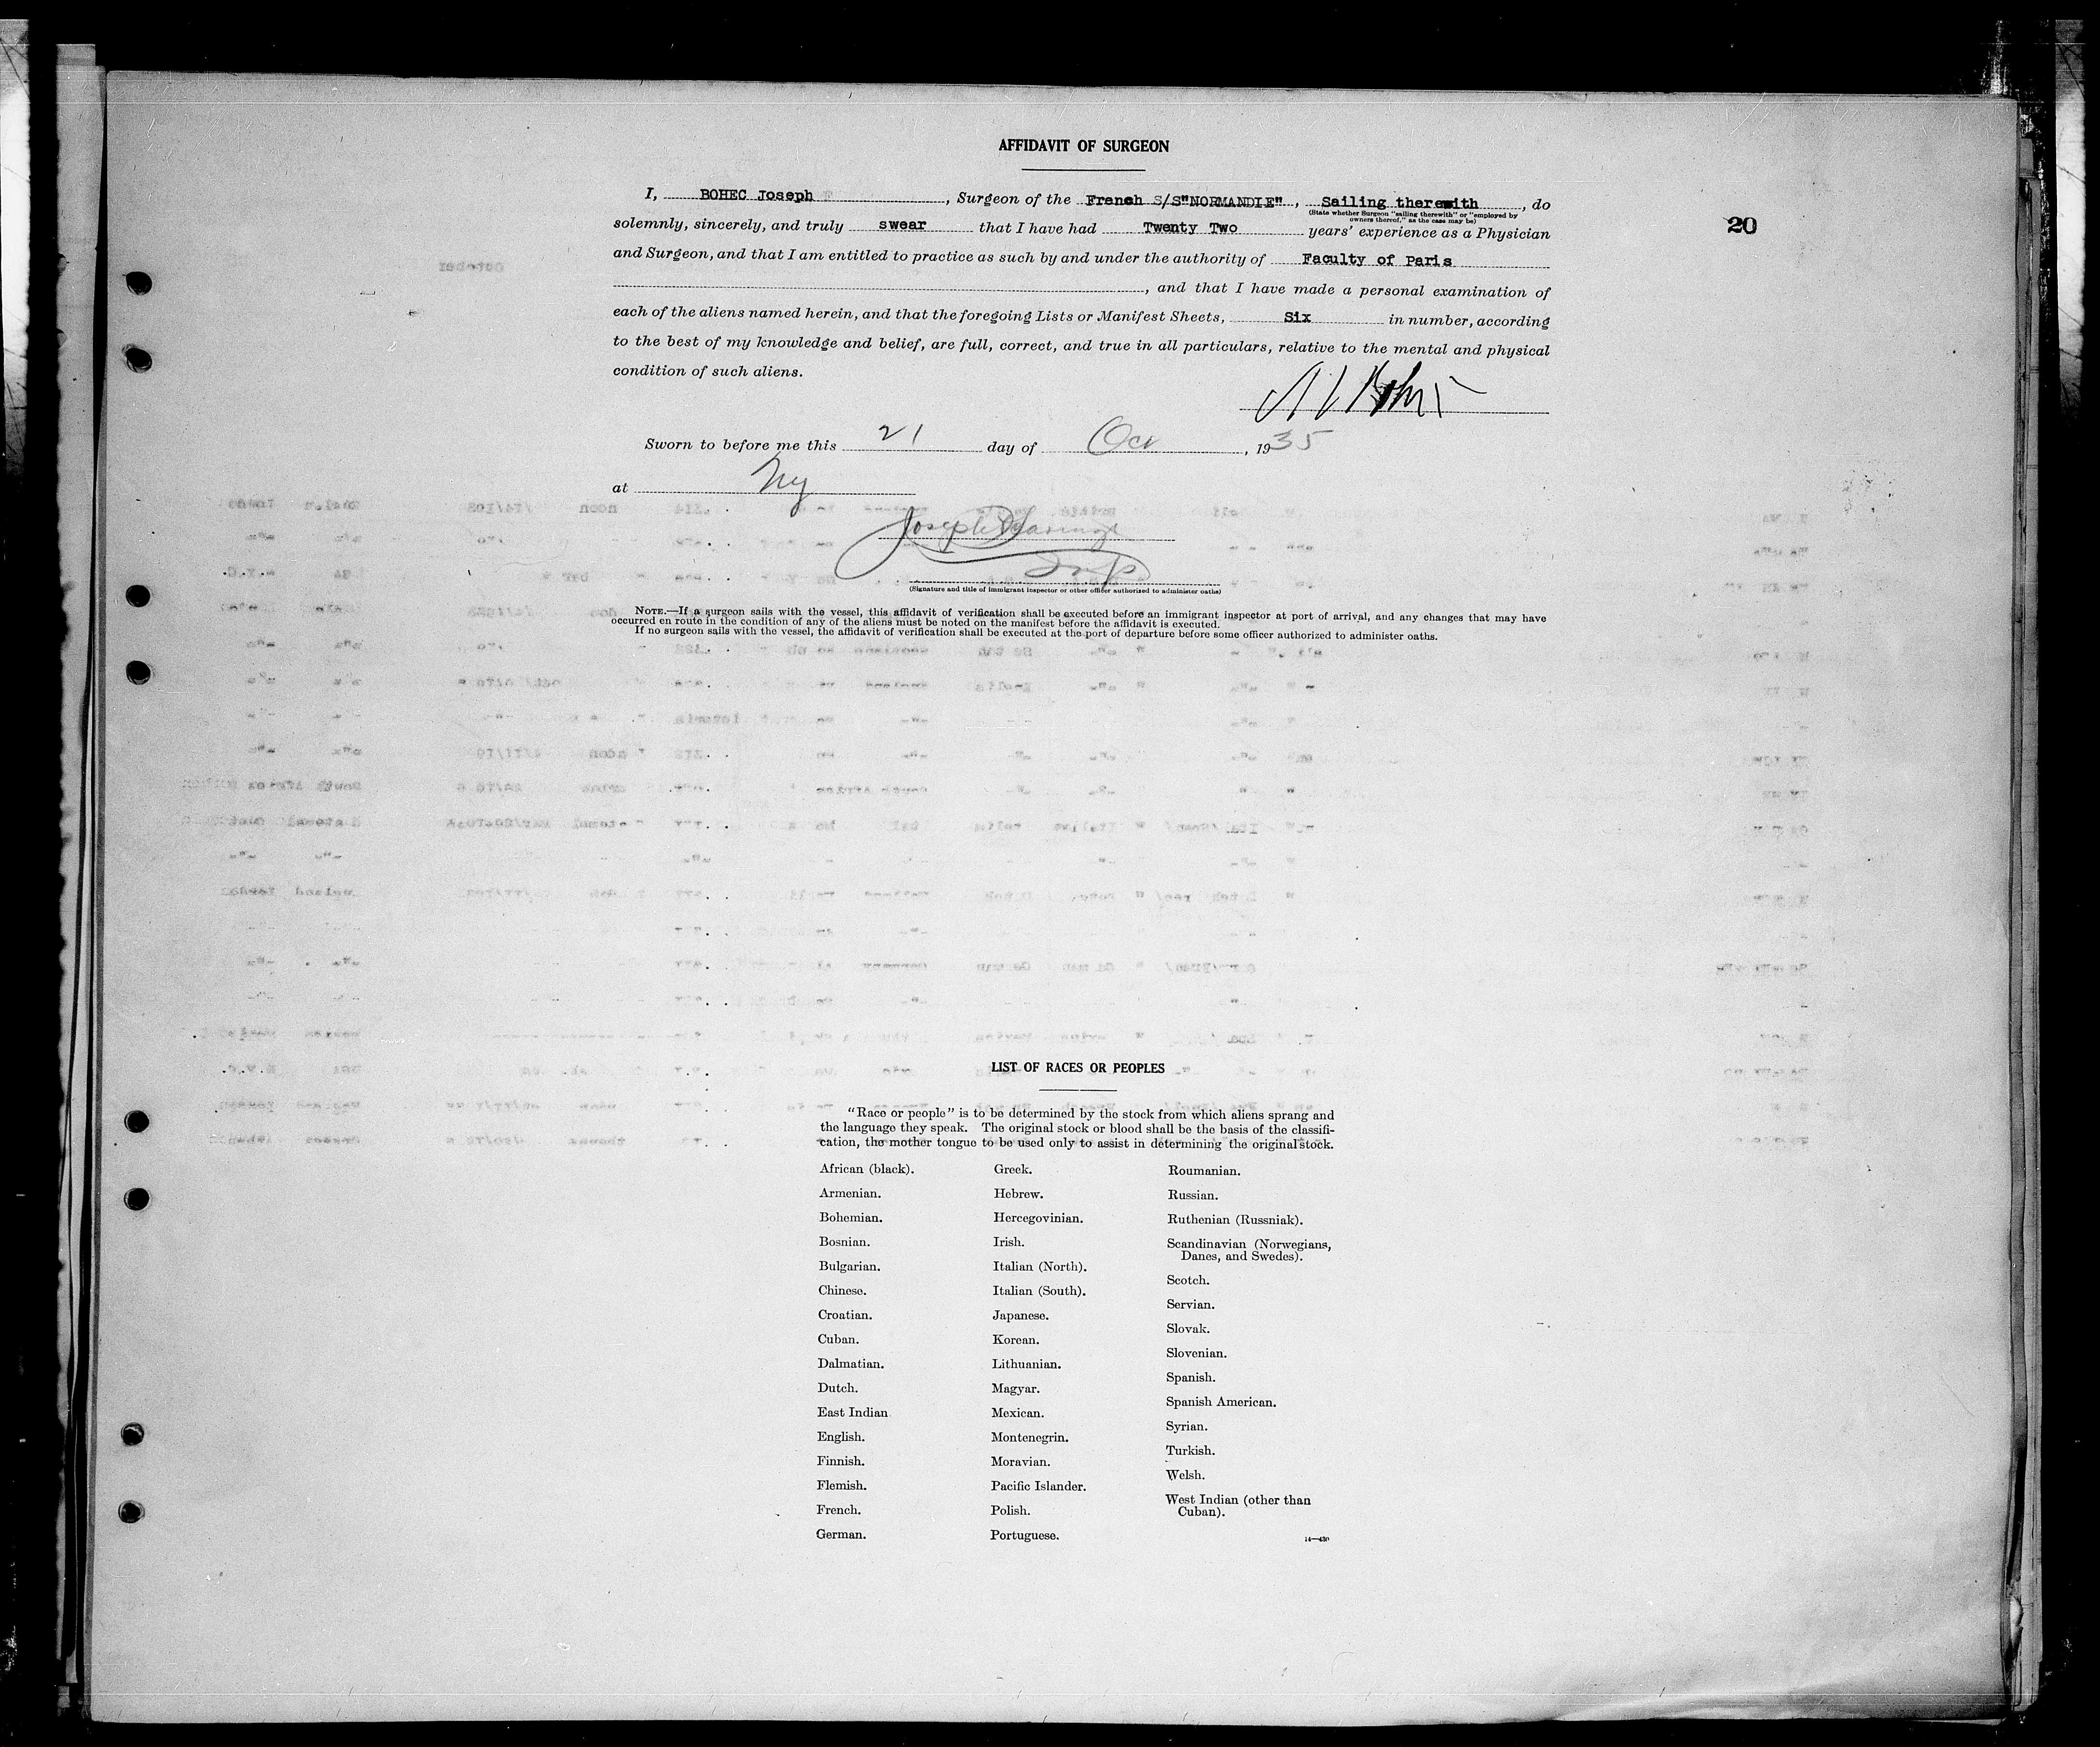 AFFIDAVIT OF SURGEON
I, BOHEC Joseph, Surgeon of the French S/S"NORMANDIE", Sailing therewith, do
(State whether Surgeon "sailing therewith" or "employed by
owners thereof," as the case may be)
20
solemnly, sincerely, and truly swear that I have had Twenty Two years' experience as a Physician
and Surgeon, and that I am entitled to practice as such by and under the authority of Faculty of Paris
, and that I have made a personal examination of
each of the aliens named herein, and that the foregoing Lists or Manifest Sheets, Six in number, according
to the best of my knowledge and belief, are full, correct, and true in all particulars, relative to the mental and physical
condition of such aliens.
Sworn to before me this 21 day of Oct, 1935
at Ny
Joseph
Insp
(Signature and title of immigrant inspector or other officer authorized to administer oaths)
NOTE.—If a surgeon sails with the vessel, this affidavit of verification shall be executed before an immigrant inspector at port of arrival, and any changes that may have
occurred en route in the condition of any of the aliens must be noted on the manifest before the affidavit is executed.
If no surgeon sails with the vessel, the affidavit of verification shall be executed at the port of departure before some officer authorized to administer oaths.
LIST OF RACES OR PEOPLES
"Race or people" is to be determined by the stock from which aliens sprang and
the language they speak. The original stock or blood shall be the basis of the classifi-
cation, the mother tongue to be used only to assist in determining the original stock.
African (black).
Armenian.
Bohemian.
Bosnian.
Bulgarian.
Chinese.
Croatian.
Cuban.
Dalmatian.
Dutch.
East Indian
English.
Finnish.
Flemish.
French.
German.
Greek.
Hebrew.
Hercegovinian.
Irish.
Italian (North).
Italian (South).
Japanese.
Korean.
Lithuanian.
Magyar.
Mexican.
Montenegrin.
Moravian.
Pacific Islander.
Polish.
Portuguese.
Roumanian.
Russian.
Ruthenian (Russniak).
Scandinavian (Norwegians,
Danes, and Swedes).
Scotch.
Servian.
Slovak.
Slovenian.
Spanish.
Spanish American.
Syrian.
Turkish.
Welsh.
West Indian (other than
Cuban).
14—430